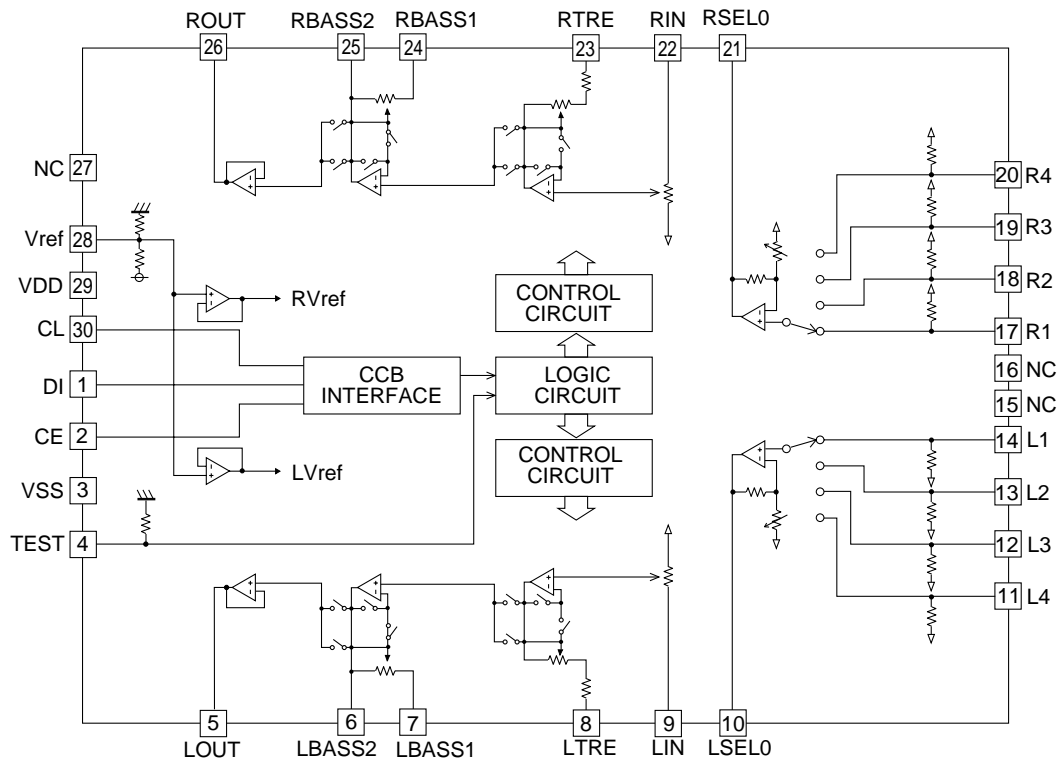 ROUT RBASS2 RBASS1 RTRE RIN RSEL0
26 25 24 23 22 21
NC 27
Vref 28
VDD 29
CL 30
DI 1
CE 2
VSS 3
TEST 4
RVref
LVref
CCB
INTERFACE
CONTROL
CIRCUIT
LOGIC
CIRCUIT
CONTROL
CIRCUIT
20 R4
19 R3
18 R2
17 R1
16 NC
15 NC
14 L1
13 L2
12 L3
11 L4
5 6 7 8 9 10
LOUT LBASS2 LBASS1 LTRE LIN LSEL0